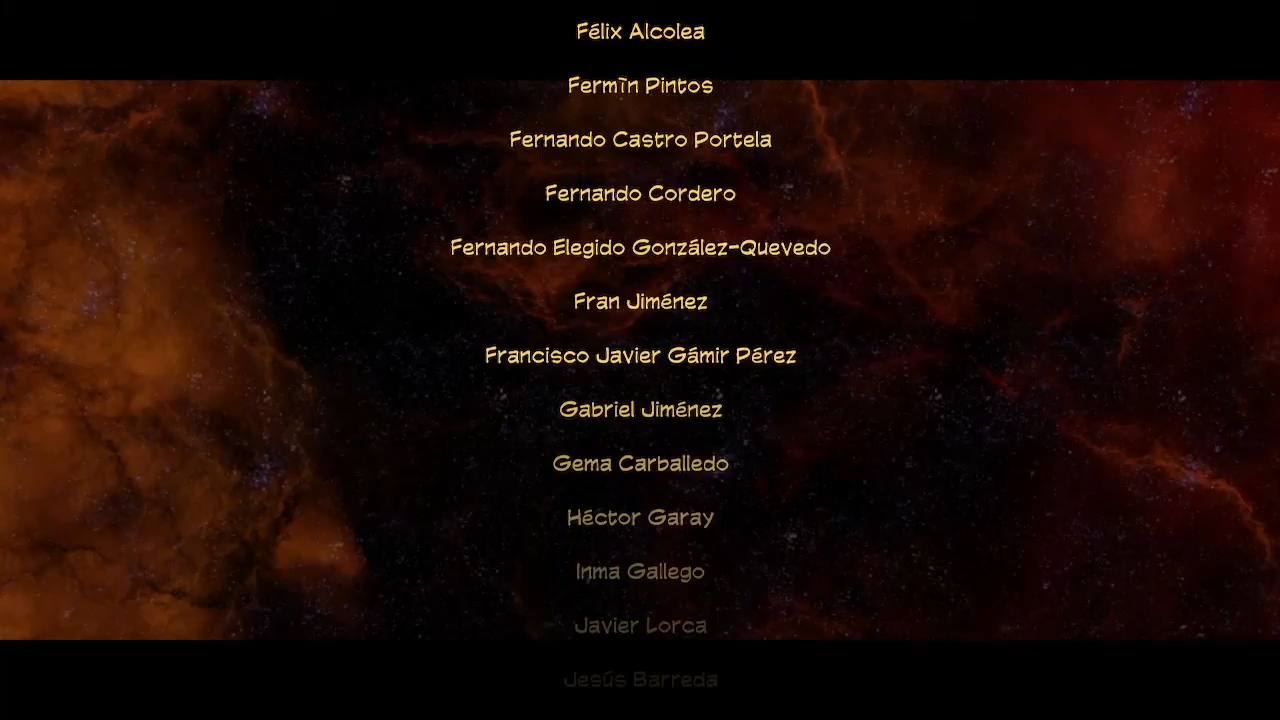 Félix Alcolea
Fermín Pintos
Fernando Castro Portela
Fernando Cordero
Fernando Elegido González-Quevedo
Fran Jiménez
Francisco Javier Gámir Pérez
Gabriel Jiménez
Gema Carballedo
Héctor Garay
Inma Gallego
Javier Lorca
Jesús Barreda